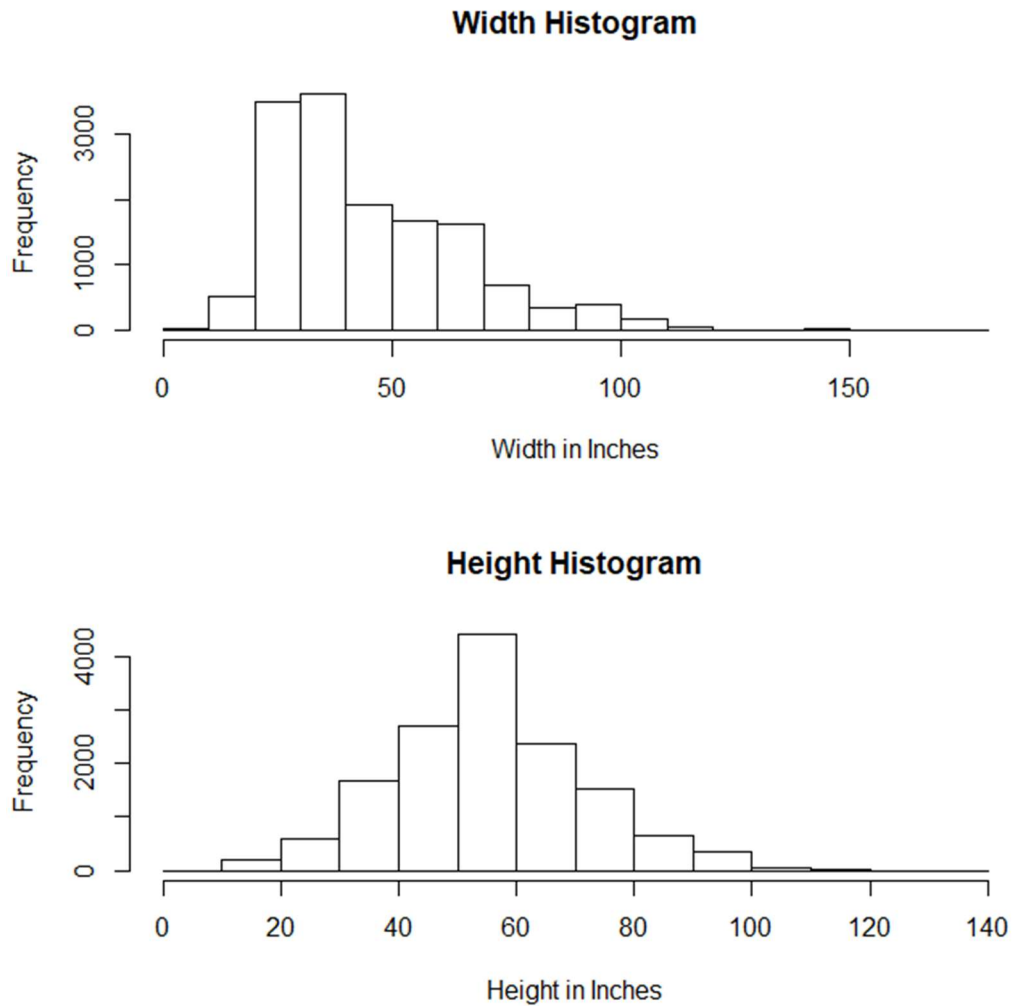 Width Histogram
Frequency
3000
1000
0
0 50 100 150
Width in Inches
Height Histogram
Frequency
4000
2000
0
0 20 40 60 80 100 120 140
Height in Inches